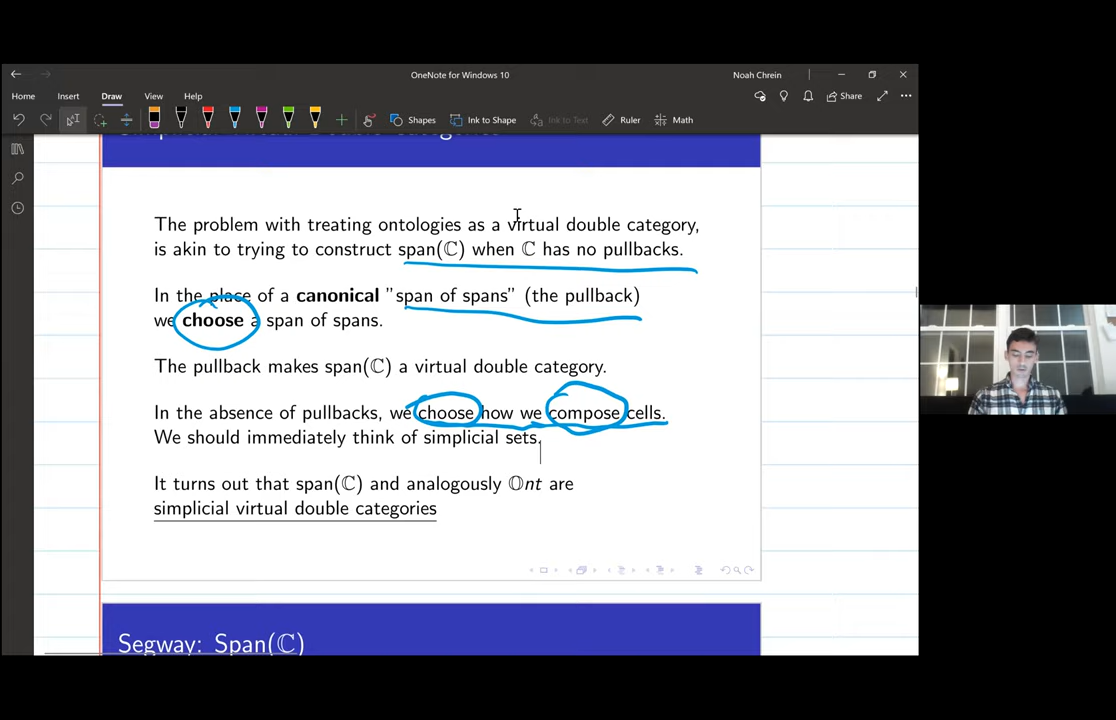 OneNote for Windows 10
Noah Chrein
Home Insert Draw View Help
Share
Shapes Ink to Shape Ink to Text Ruler Math
The problem with treating ontologies as a virtual double category,
is akin to trying to construct span(ℂ) when ℂ has no pullbacks.
In the place of a canonical "span of spans" (the pullback)
we choose a span of spans.
The pullback makes span(ℂ) a virtual double category.
In the absence of pullbacks, we choose how we compose cells.
We should immediately think of simplicial sets.
It turns out that span(ℂ) and analogously 𝕆nt are
simplicial virtual double categories
Segway: Span(ℂ)